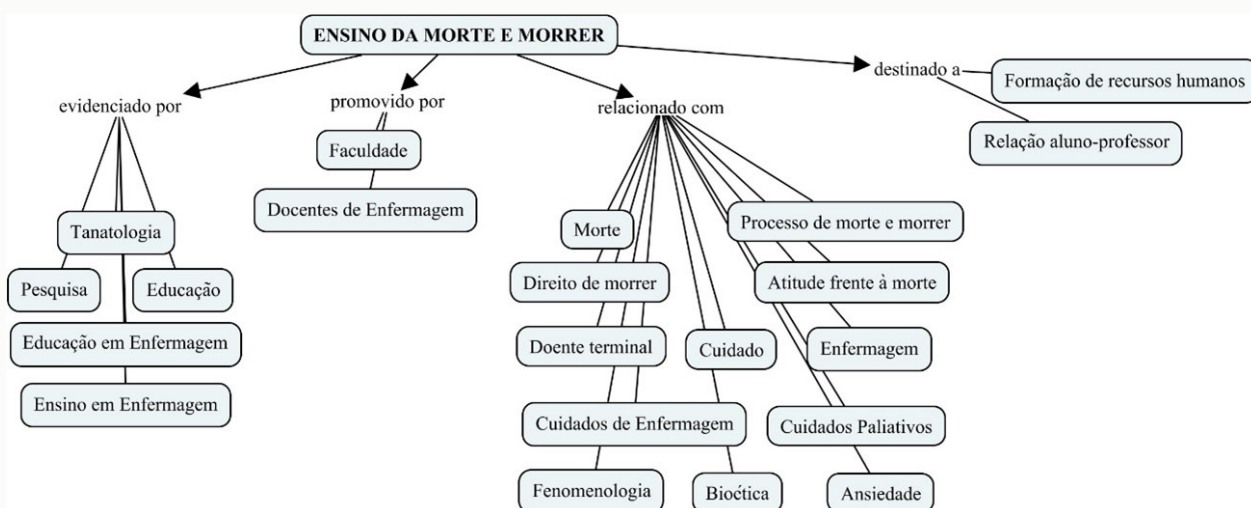 ENSINO DA MORTE E MORRER
evidenciado por
Tanatologia
Pesquisa
Educação
Educação em Enfermagem
Ensino em Enfermagem
promovido por
Faculdade
Docentes de Enfermagem
relacionado com
Morte
Processo de morte e morrer
Direito de morrer
Atitude frente à morte
Doente terminal
Cuidado
Enfermagem
Cuidados de Enfermagem
Cuidados Paliativos
Fenomenologia
Bioética
Ansiedade
destinado a
Formação de recursos humanos
Relação aluno-professor